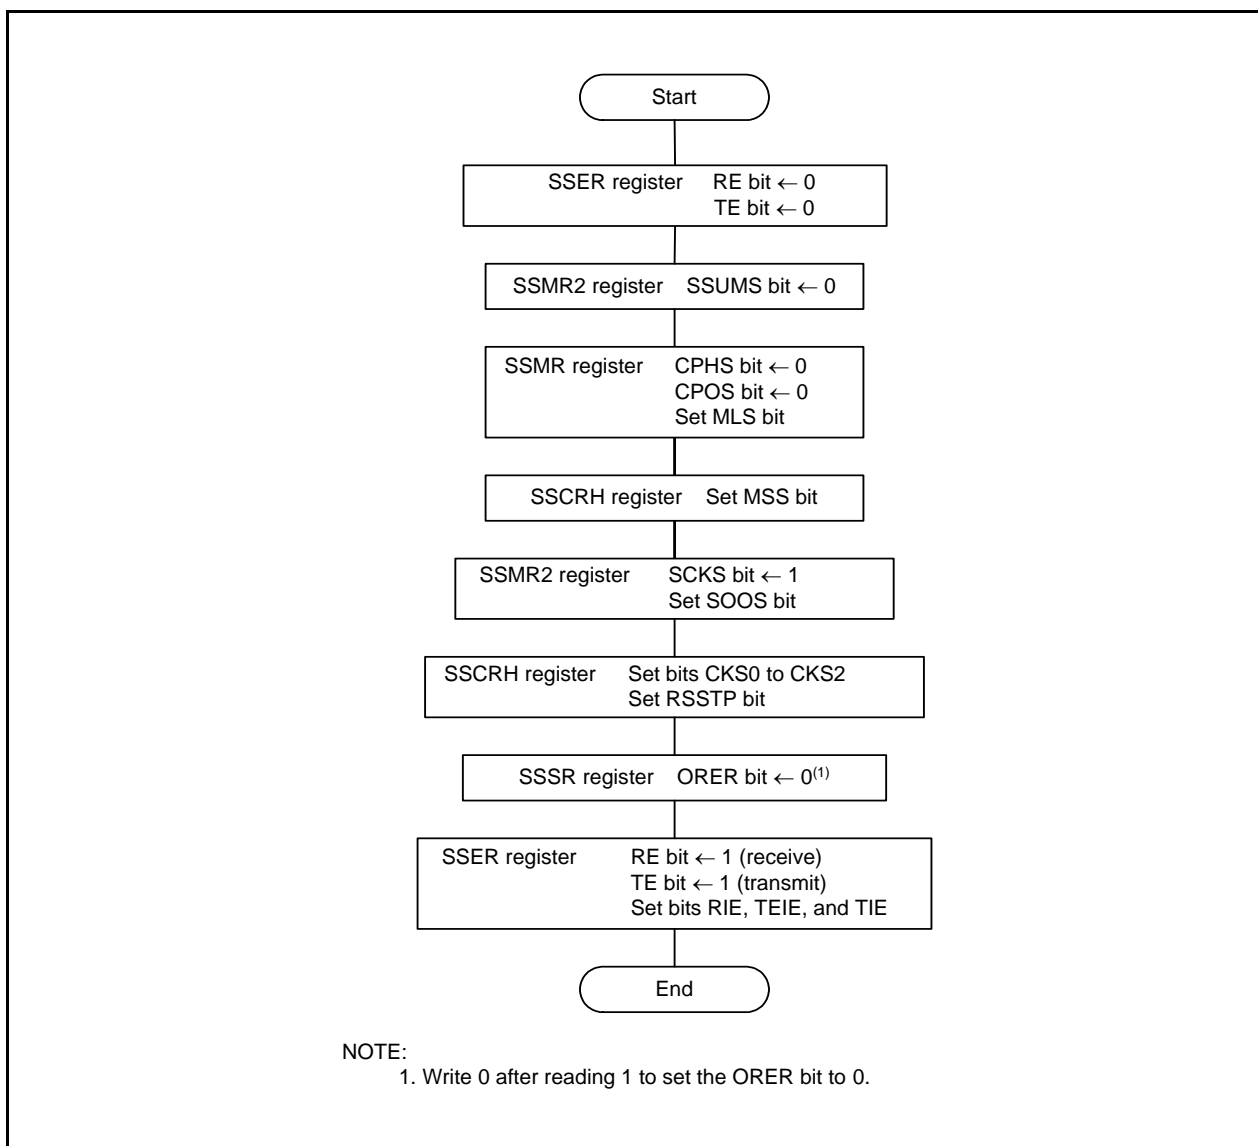 Start
SSER register RE bit ← 0
TE bit ← 0
SSMR2 register SSUMS bit ← 0
SSMR register CPHS bit ← 0
CPOS bit ← 0
Set MLS bit
SSCRH register Set MSS bit
SSMR2 register SCKS bit ← 1
Set SOOS bit
SSCRH register Set bits CKS0 to CKS2
Set RSSTP bit
SSSR register ORER bit ← 0(1)
SSER register RE bit ← 1 (receive)
TE bit ← 1 (transmit)
Set bits RIE, TEIE, and TIE
End
NOTE:
1. Write 0 after reading 1 to set the ORER bit to 0.